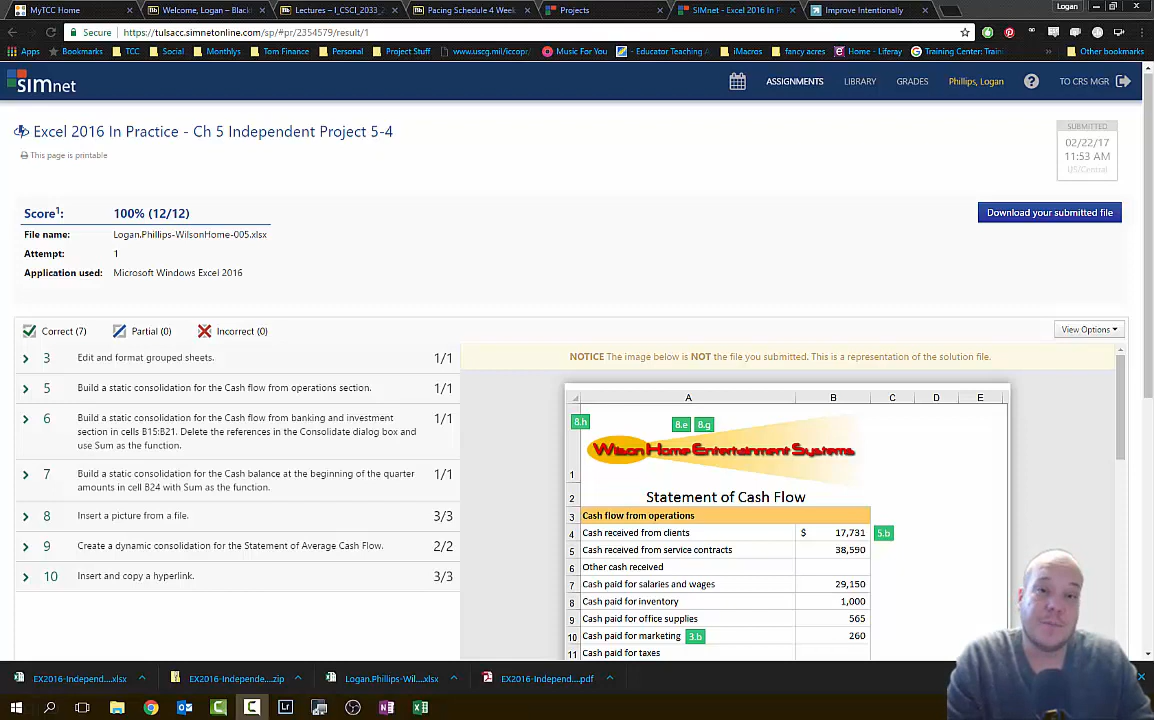 MyTCC Home
Welcome, Logan – Black
Lectures – I_CSCI_2033_
Pacing Schedule 4 Week
Projects
SIMnet - Excel 2016 In P
Improve Intentionally
Logan
Secure
https://tulsacc.simnetonline.com/sp/#pr/2354579/result/1
Apps
Bookmarks
TCC
Social
Monthlys
Tom Finance
Personal
Project Stuff
www.uscg.mil/iccopr/
Music For You
- Educator Teaching A
iMacros
fancy acres
Home - Liferay
Training Center: Train
Other bookmarks
SIMnet
ASSIGNMENTS
LIBRARY
GRADES
Phillips, Logan
TO CRS MGR
Excel 2016 In Practice - Ch 5 Independent Project 5-4
This page is printable
SUBMITTED
02/22/17
11:53 AM
US/Central
Score1:
100% (12/12)
Download your submitted file
File name:
Logan.Phillips-WilsonHome-005.xlsx
Attempt:
1
Application used:
Microsoft Windows Excel 2016
Correct (7)
Partial (0)
Incorrect (0)
View Options
3 Edit and format grouped sheets. 1/1
5 Build a static consolidation for the Cash flow from operations section. 1/1
6 Build a static consolidation for the Cash flow from banking and investment 1/1
section in cells B15:B21. Delete the references in the Consolidate dialog box and
use Sum as the function.
7 Build a static consolidation for the Cash balance at the beginning of the quarter 1/1
amounts in cell B24 with Sum as the function.
8 Insert a picture from a file. 3/3
9 Create a dynamic consolidation for the Statement of Average Cash Flow. 2/2
10 Insert and copy a hyperlink. 3/3
NOTICE The image below is NOT the file you submitted. This is a representation of the solution file.
A B C D E
8.h 8.e 8.g
Wilson Home Entertainment Systems
1
2 Statement of Cash Flow
3 Cash flow from operations
4 Cash received from clients $ 17,731 5.b
5 Cash received from service contracts 38,590
6 Other cash received
7 Cash paid for salaries and wages 29,150
8 Cash paid for inventory 1,000
9 Cash paid for office supplies 565
10 Cash paid for marketing 3.b 260
11 Cash paid for taxes
EX2016-Independ....xlsx
EX2016-Independe....zip
Logan.Phillips-Wil....xlsx
EX2016-Independ....pdf